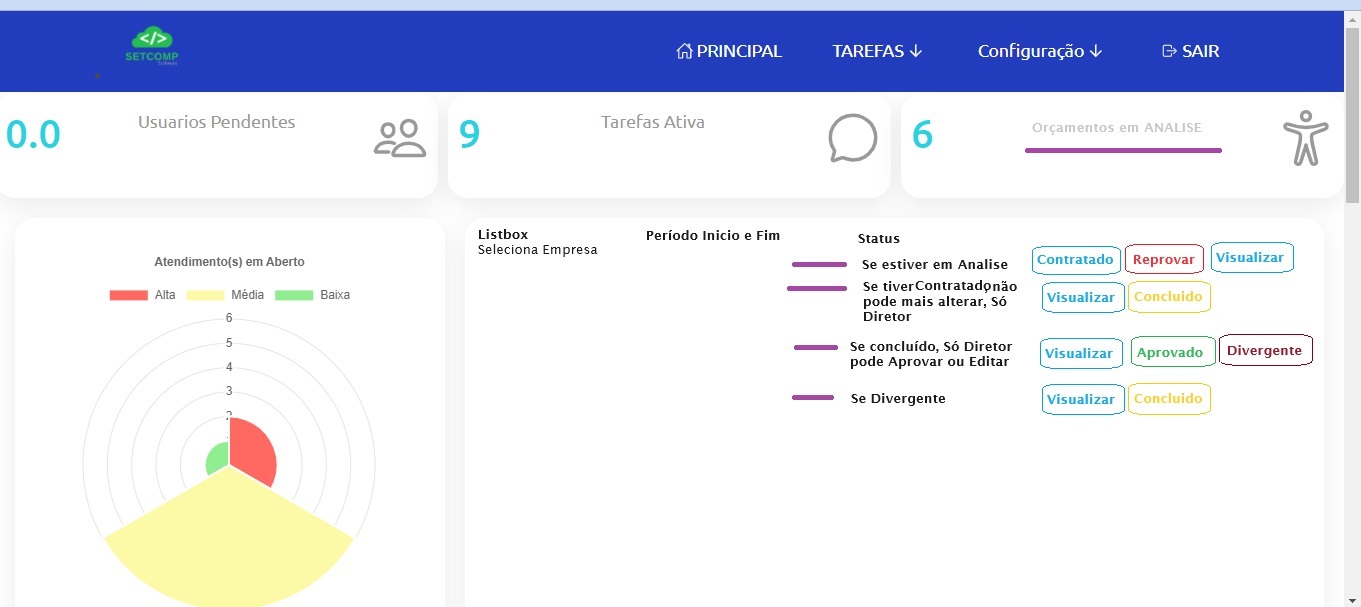 </>
SETCOMP
PRINCIPAL
TAREFAS
Configuração
SAIR
0.0
Usuarios Pendentes
9
Tarefas Ativa
6
Orçamentos em ANALISE
Atendimento(s) em Aberto
Alta
Média
Baixa
6
5
4
3
2
Listbox
Seleciona Empresa
Período Inicio e Fim
Status
Se estiver em Analise
Contratado
Reprovar
Visualizar
Se tiver Contratado,não
pode mais alterar, Só
Diretor
Visualizar
Concluido
Se concluído, Só Diretor
pode Aprovar ou Editar
Visualizar
Aprovado
Divergente
Se Divergente
Visualizar
Concluido